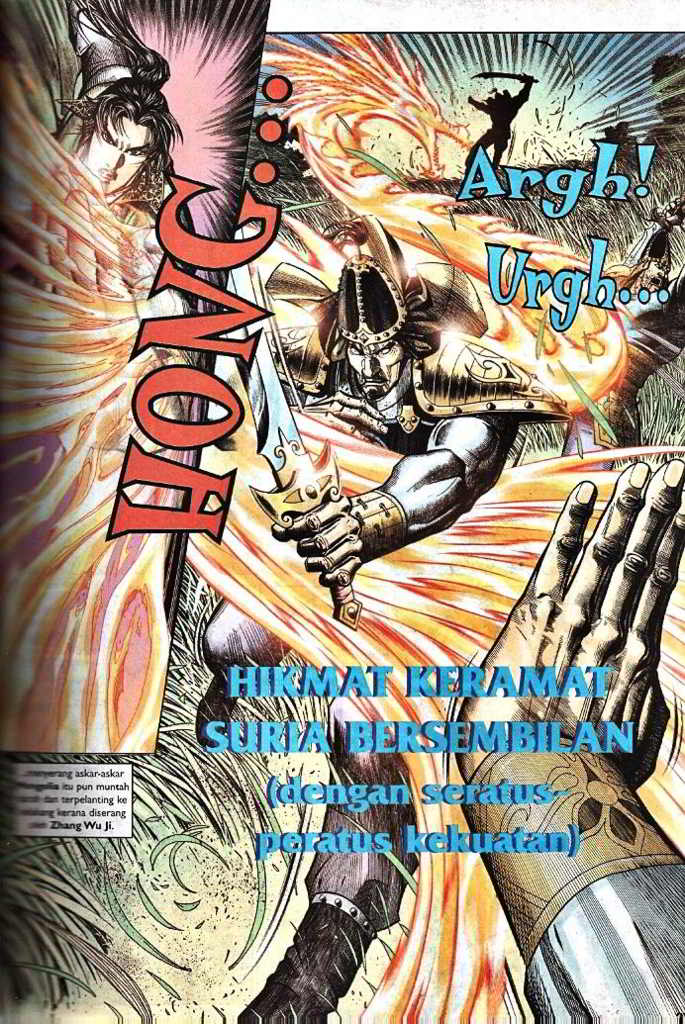 HONG...
Argh!
Urgh...
HIKMAT KERAMAT
SURIA BERSEMBILAN
(dengan seratus-
peratus kekuatan)
...menyerang askar-askar
itu pun muntah
dan terpelanting ke
kerana diserang
oleh Zhang Wu Ji.